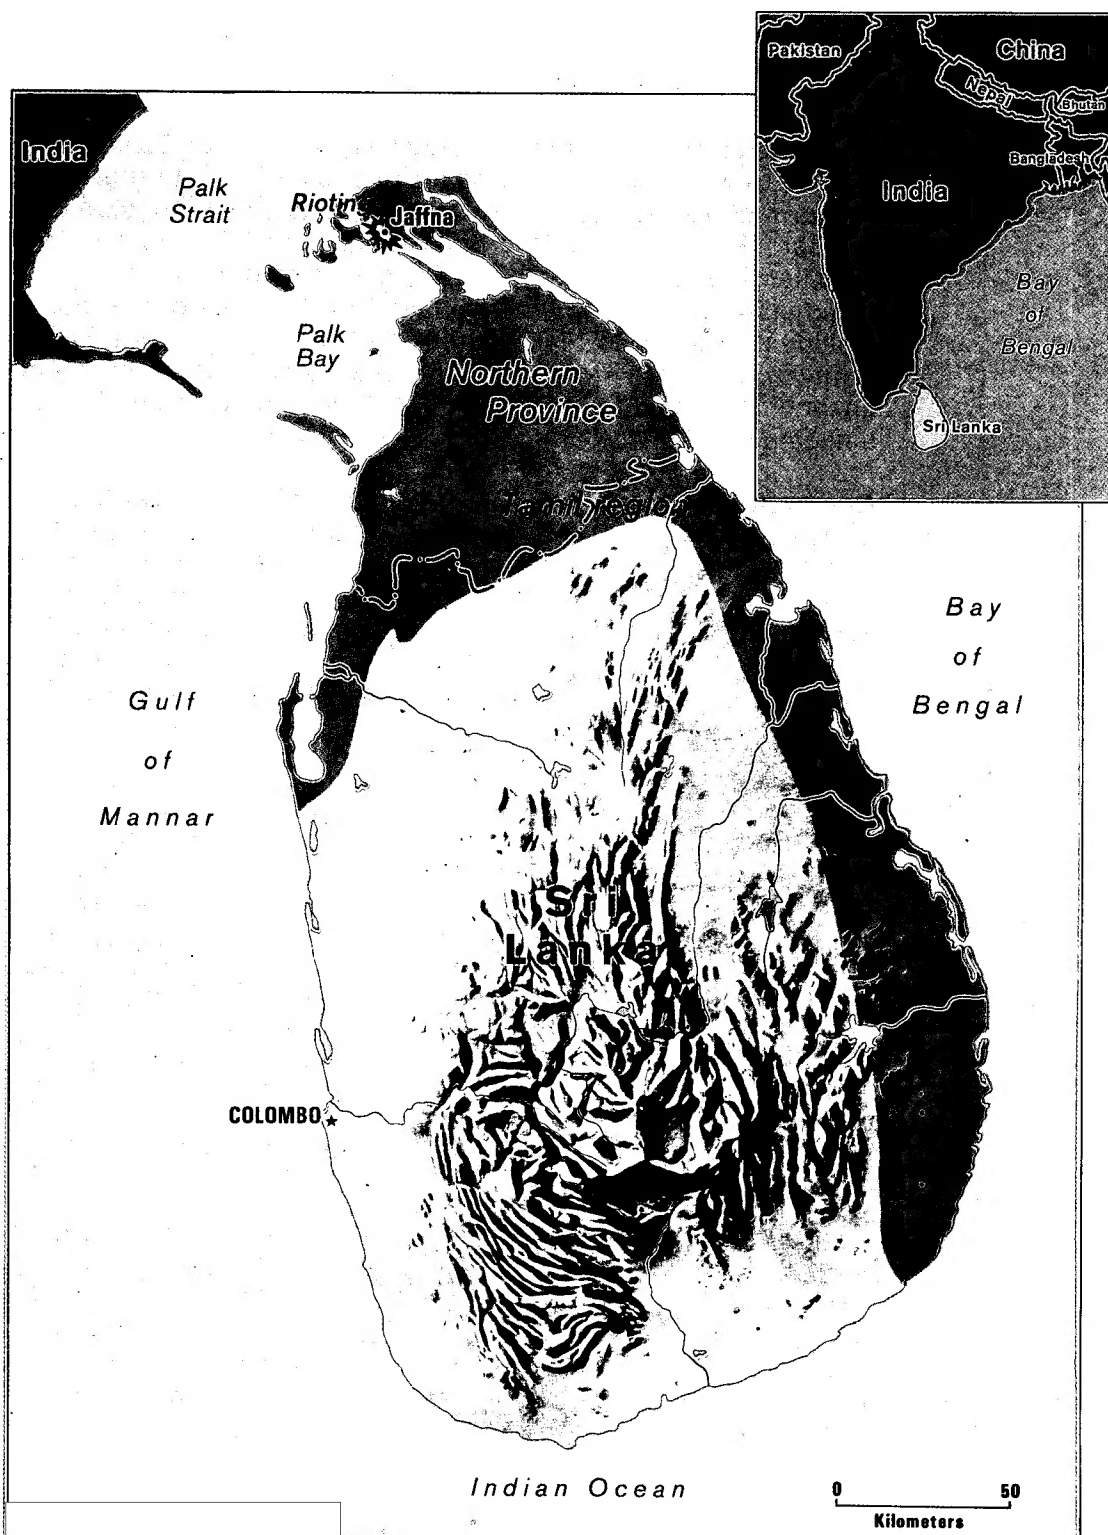 Pakistan
China
Nepal
Bhutan
Bangladesh
India
Bay
of
Bengal
Sri Lanka
India
Palk
Strait
Jaffna
Palk
Bay
Northern
Province
Bay
of
Bengal
Gulf
of
Mannar
Sri
Lanka
COLOMBO
Indian Ocean
0 50
Kilometers